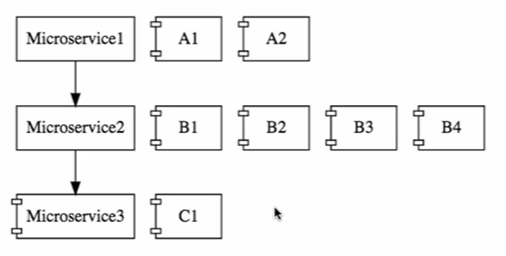 Microservice1 A1 A2
Microservice2 B1 B2 B3 B4
Microservice3 C1